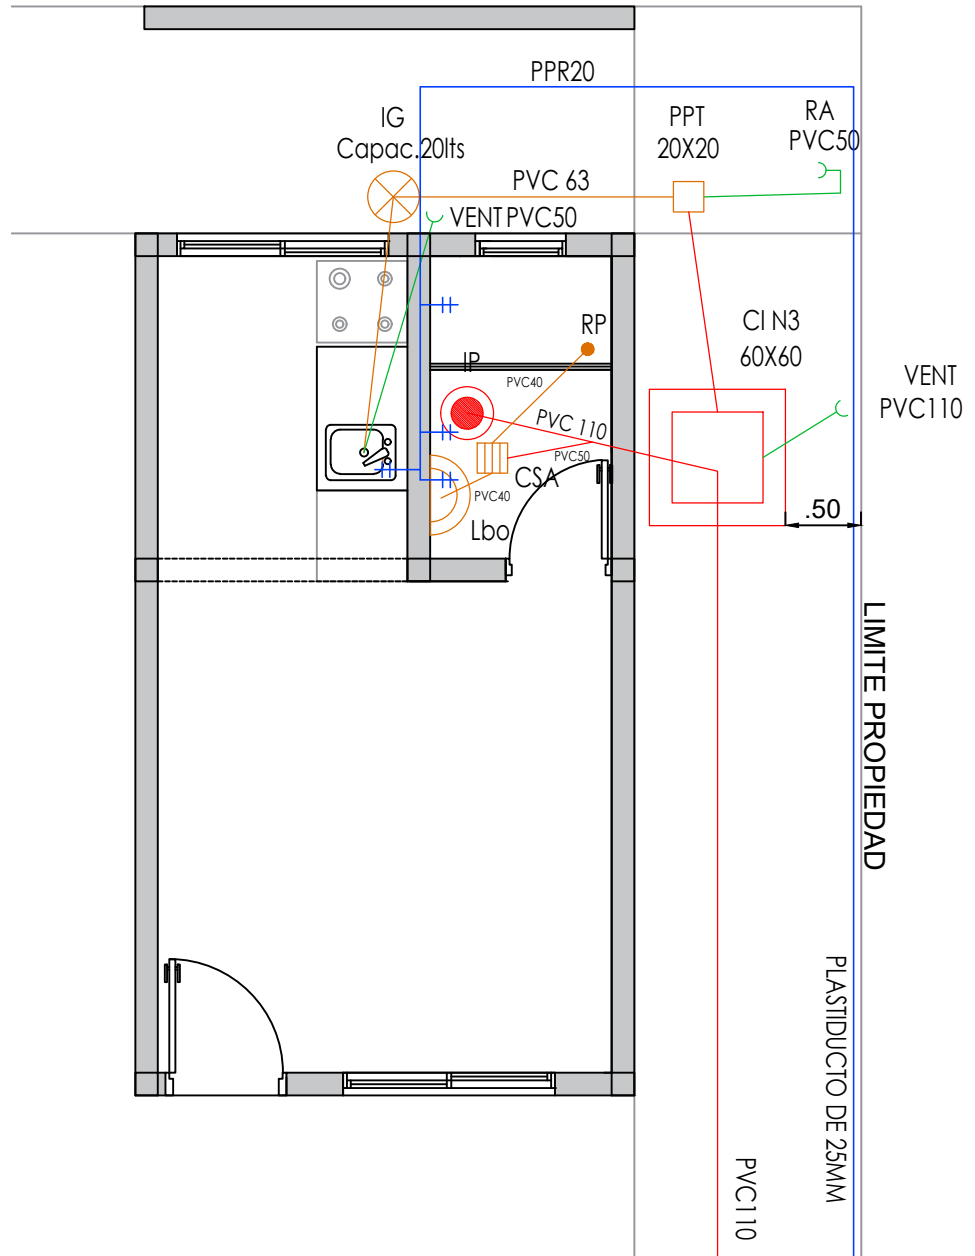 PPR20
IG
Capac.20lts
PPT
20X20
RA
PVC50
PVC 63
VENT PVC50
CI N3
60X60
RP
IP
PVC40
VENT
PVC110
PVC 110
PVC50
CSA
PVC40
.50
Lbo
LIMITE PROPIEDAD
PLASTIDUCTO DE 25MM
PVC110